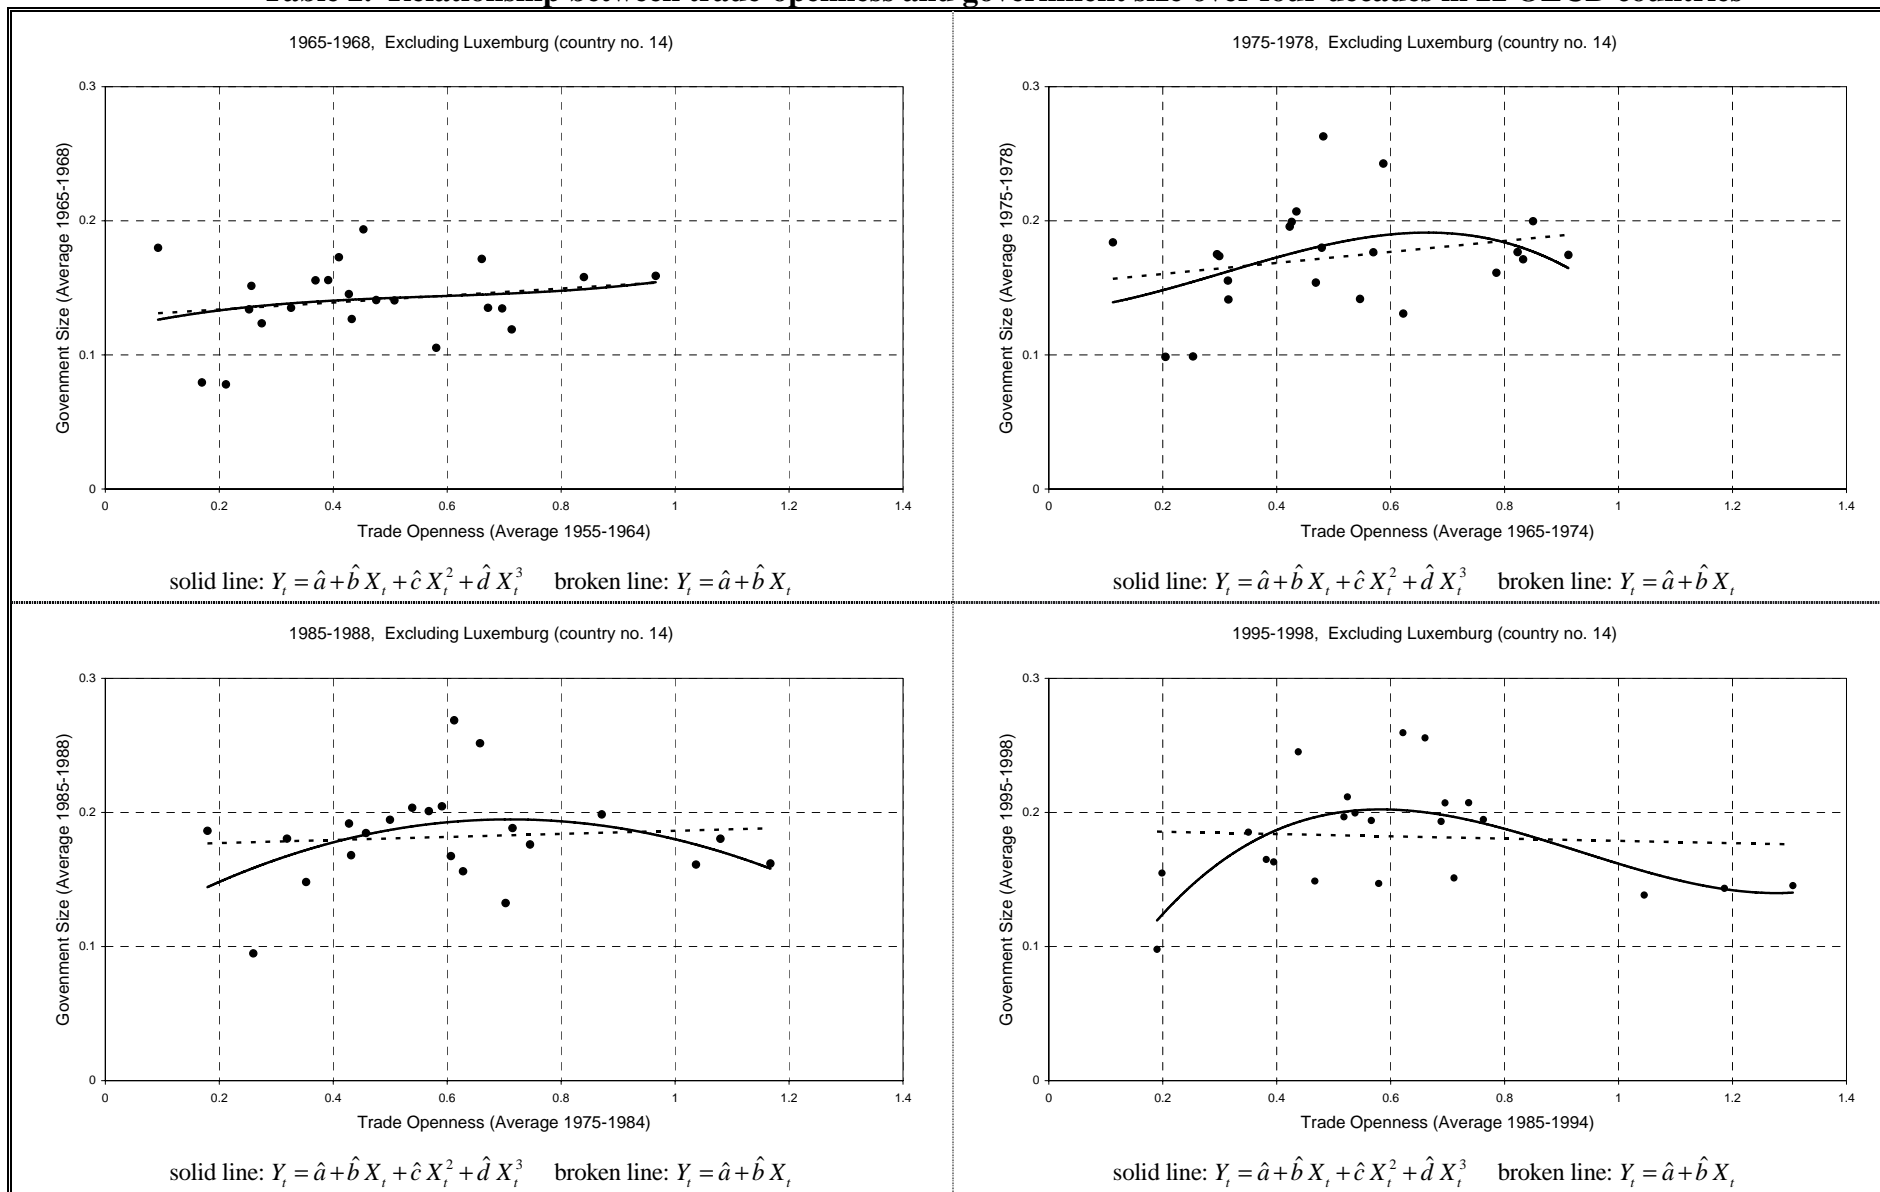 Relationship between trade openness and government size over four decades in OECD countries
1965-1968, Excluding Luxemburg (country no. 14)
Govenment Size (Average 1965-1968)
0.3
0.2
0.1
0
0 0.2 0.4 0.6 0.8 1 1.2 1.4
Trade Openness (Average 1955-1964)
solid line: Y_t = â + b̂ X_t + ĉ X_t^2 + d̂ X_t^3 broken line: Y_t = â + b̂ X_t
1975-1978, Excluding Luxemburg (country no. 14)
Govenment Size (Average 1975-1978)
0.3
0.2
0.1
0
0 0.2 0.4 0.6 0.8 1 1.2 1.4
Trade Openness (Average 1965-1974)
solid line: Y_t = â + b̂ X_t + ĉ X_t^2 + d̂ X_t^3 broken line: Y_t = â + b̂ X_t
1985-1988, Excluding Luxemburg (country no. 14)
Govenment Size (Average 1985-1988)
0.3
0.2
0.1
0
0 0.2 0.4 0.6 0.8 1 1.2 1.4
Trade Openness (Average 1975-1984)
solid line: Y_t = â + b̂ X_t + ĉ X_t^2 + d̂ X_t^3 broken line: Y_t = â + b̂ X_t
1995-1998, Excluding Luxemburg (country no. 14)
Govenment Size (Average 1995-1998)
0.3
0.2
0.1
0
0 0.2 0.4 0.6 0.8 1 1.2 1.4
Trade Openness (Average 1985-1994)
solid line: Y_t = â + b̂ X_t + ĉ X_t^2 + d̂ X_t^3 broken line: Y_t = â + b̂ X_t